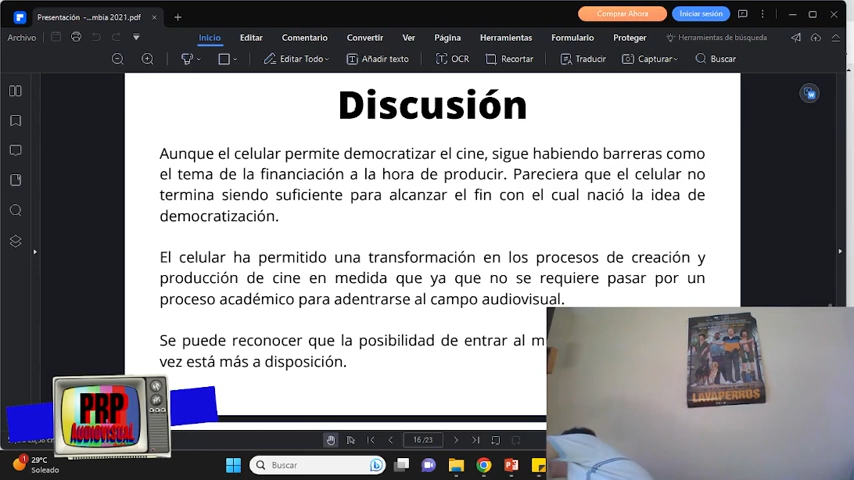 Presentación -...mbia 2021.pdf
Comprar Ahora
Iniciar sesión
Archivo
Inicio
Editar
Comentario
Convertir
Ver
Página
Herramientas
Formulario
Proteger
Herramientas de búsqueda
Editar Todo
Añadir texto
OCR
Recortar
Traducir
Capturar
Buscar
Discusión
Aunque el celular permite democratizar el cine, sigue habiendo barreras como
el tema de la financiación a la hora de producir. Pareciera que el celular no
termina siendo suficiente para alcanzar el fin con el cual nació la idea de
democratización.
El celular ha permitido una transformación en los procesos de creación y
producción de cine en medida que ya que no se requiere pasar por un
proceso académico para adentrarse al campo audiovisual.
Se puede reconocer que la posibilidad de entrar al m
vez está más a disposición.
LAVAPERROS
PRP
AUDIOVISUAL
16 /23
29°C
Soleado
Buscar